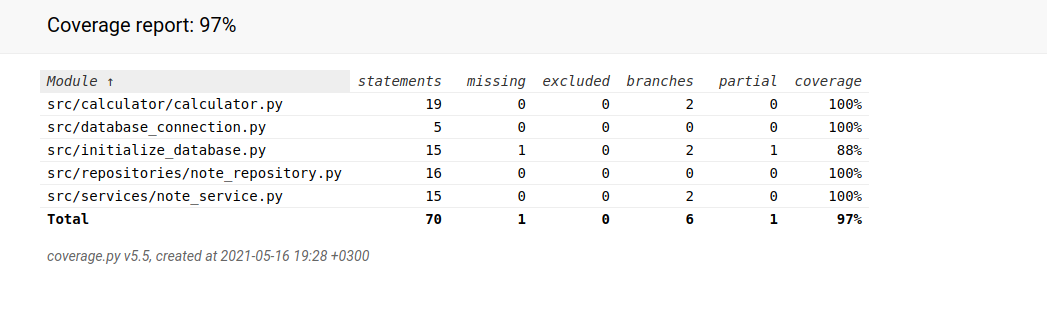 Coverage report: 97%
Module ↑ statements missing excluded branches partial coverage
src/calculator/calculator.py 19 0 0 2 0 100%
src/database_connection.py 5 0 0 0 0 100%
src/initialize_database.py 15 1 0 2 1 88%
src/repositories/note_repository.py 16 0 0 0 0 100%
src/services/note_service.py 15 0 0 2 0 100%
Total 70 1 0 6 1 97%
coverage.py v5.5, created at 2021-05-16 19:28 +0300